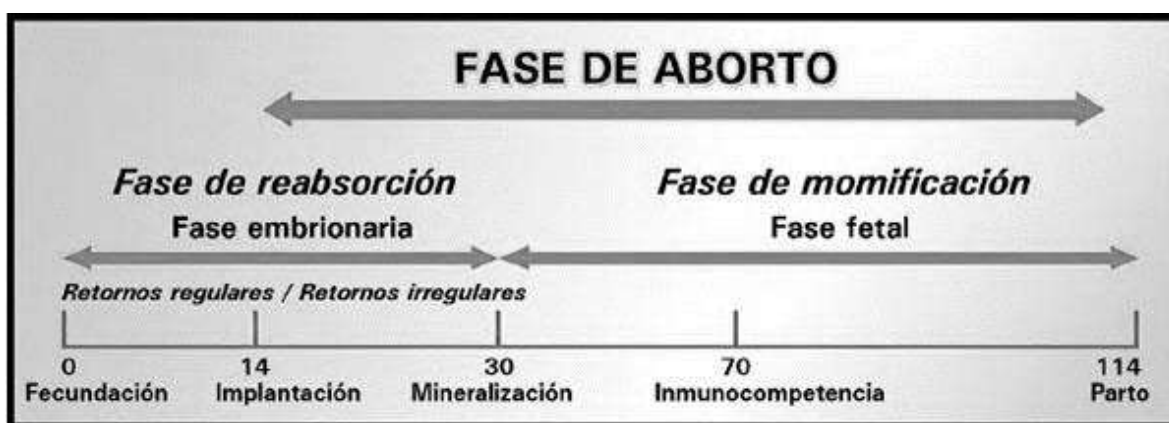 FASE DE ABORTO
Fase de reabsorción Fase de momificación
Fase embrionaria Fase fetal
Retornos regulares / Retornos irregulares
0 14 30 70 114
Fecundación Implantación Mineralización Inmunocompetencia Parto